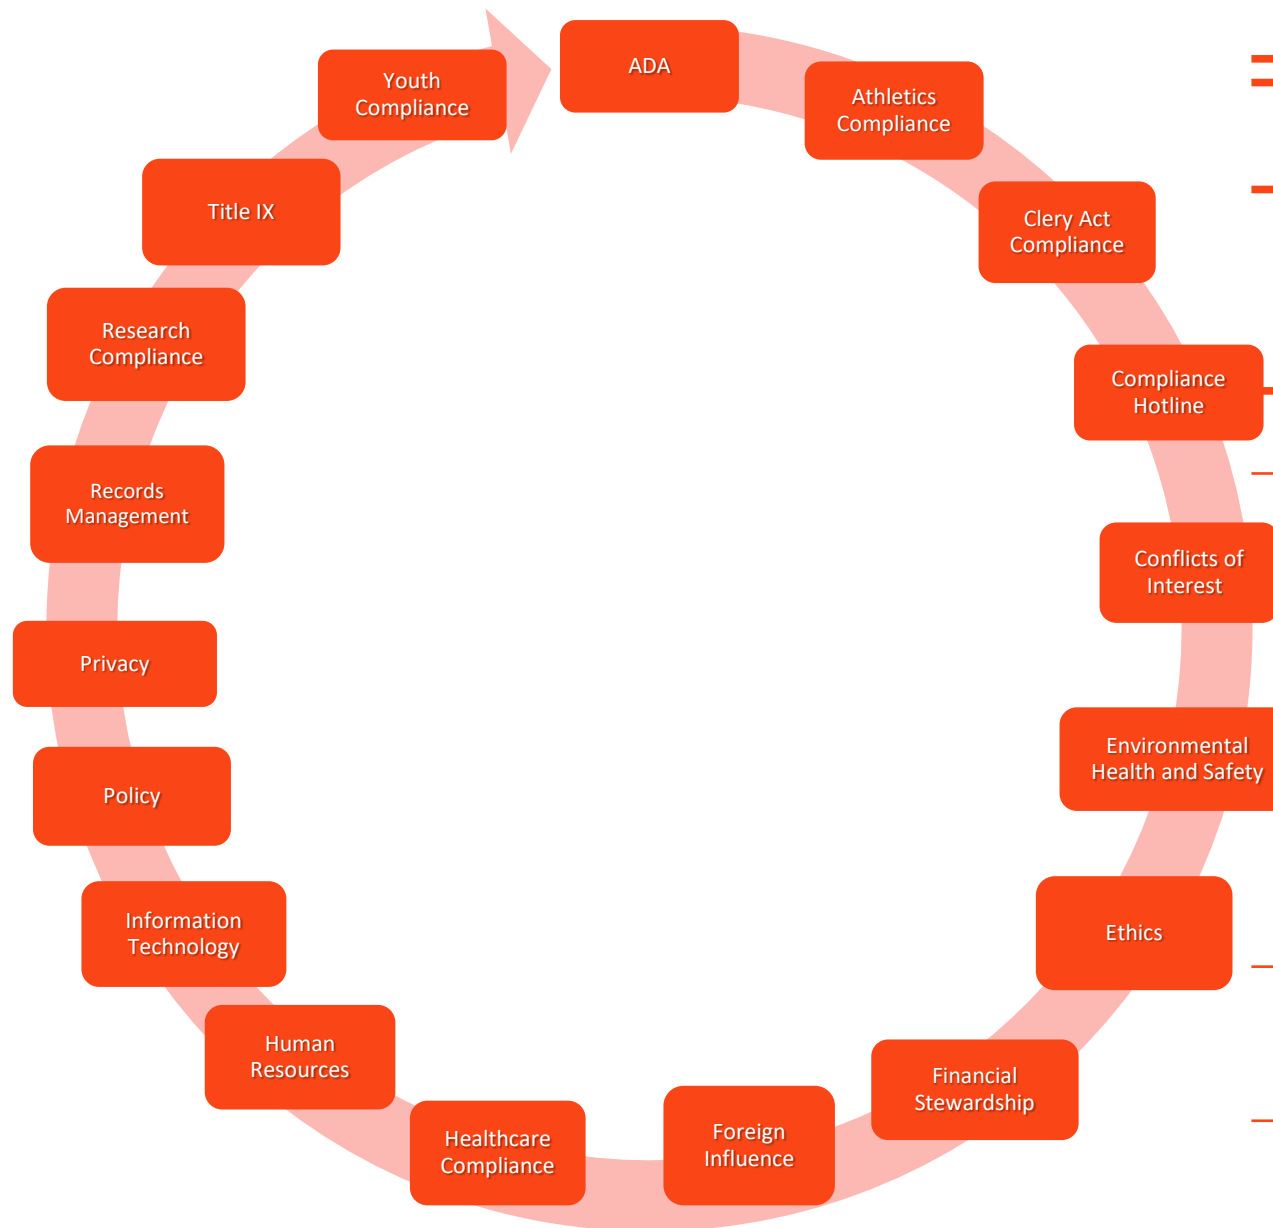 ADA
Athletics
Compliance
Clery Act
Compliance
Compliance
Hotline
Conflicts of
Interest
Environmental
Health and Safety
Ethics
Financial
Stewardship
Foreign
Influence
Healthcare
Compliance
Human
Resources
Information
Technology
Policy
Privacy
Records
Management
Research
Compliance
Title IX
Youth
Compliance